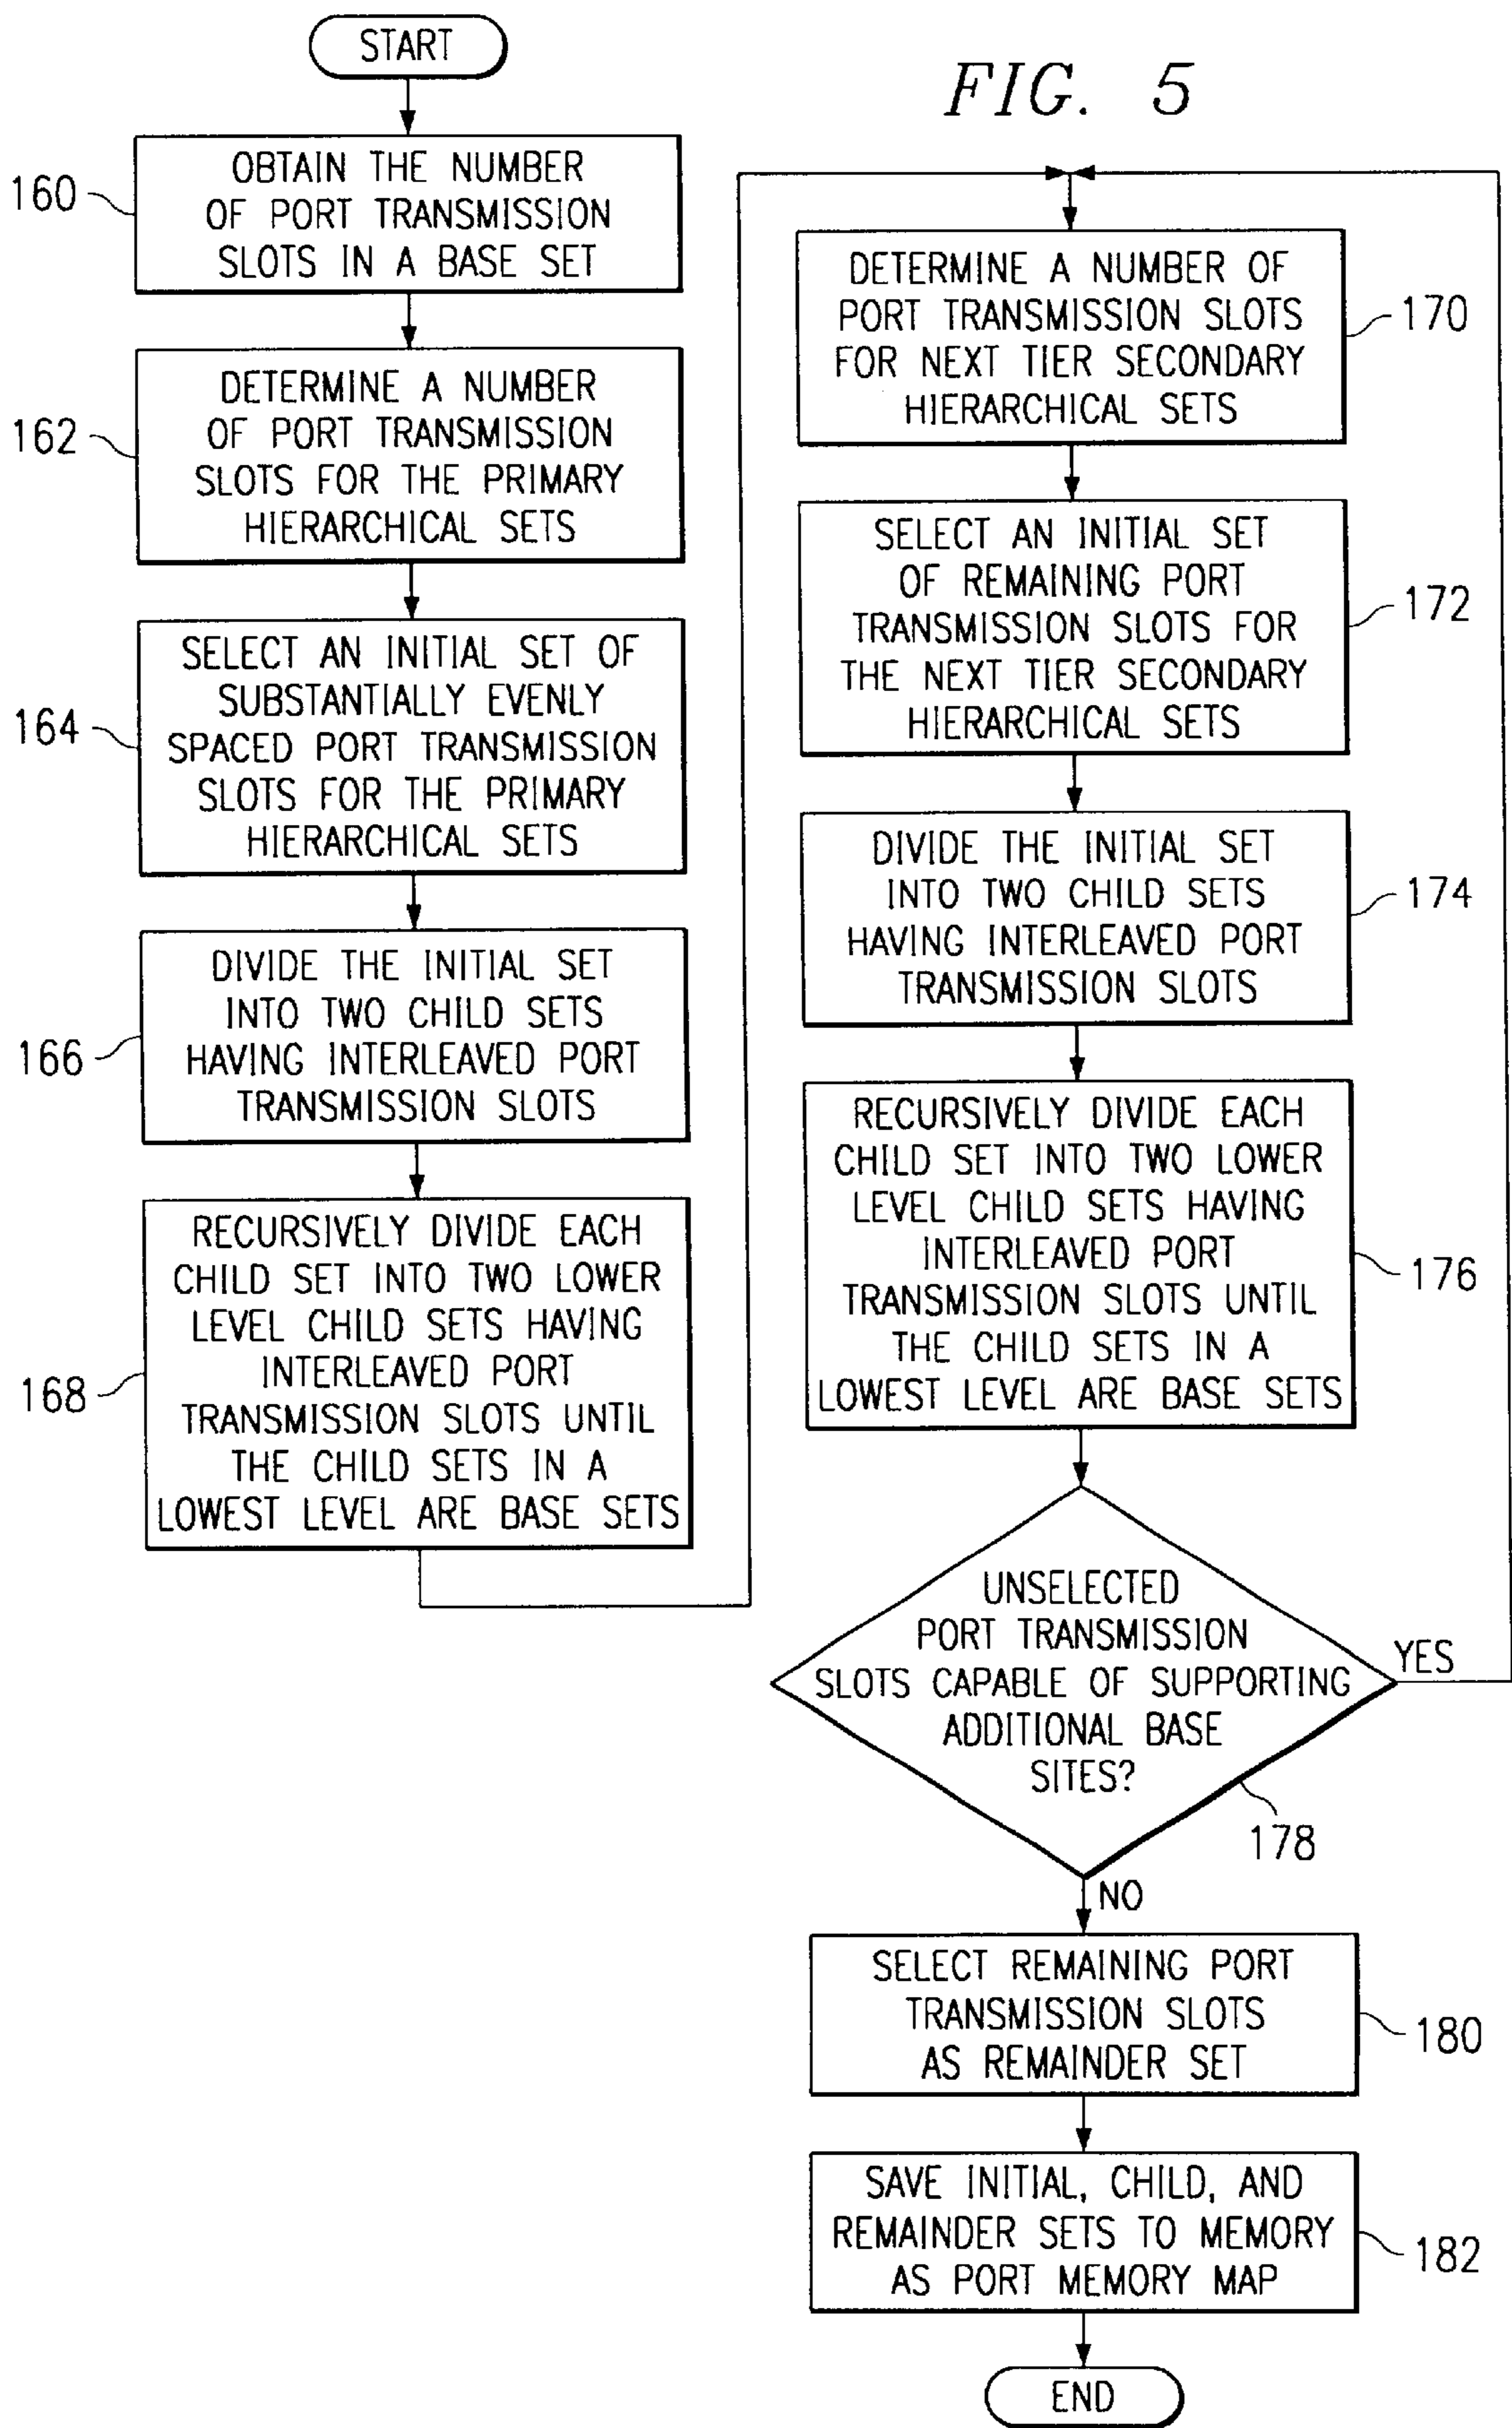 START
FIG. 5
160
OBTAIN THE NUMBER
OF PORT TRANSMISSION
SLOTS IN A BASE SET
162
DETERMINE A NUMBER
OF PORT TRANSMISSION
SLOTS FOR THE PRIMARY
HIERARCHICAL SETS
164
SELECT AN INITIAL SET OF
SUBSTANTIALLY EVENLY
SPACED PORT TRANSMISSION
SLOTS FOR THE PRIMARY
HIERARCHICAL SETS
166
DIVIDE THE INITIAL SET
INTO TWO CHILD SETS
HAVING INTERLEAVED PORT
TRANSMISSION SLOTS
168
RECURSIVELY DIVIDE EACH
CHILD SET INTO TWO LOWER
LEVEL CHILD SETS HAVING
INTERLEAVED PORT
TRANSMISSION SLOTS UNTIL
THE CHILD SETS IN A
LOWEST LEVEL ARE BASE SETS
DETERMINE A NUMBER OF
PORT TRANSMISSION SLOTS
FOR NEXT TIER SECONDARY
HIERARCHICAL SETS
170
SELECT AN INITIAL SET
OF REMAINING PORT
TRANSMISSION SLOTS FOR
THE NEXT TIER SECONDARY
HIERARCHICAL SETS
172
DIVIDE THE INITIAL SET
INTO TWO CHILD SETS
HAVING INTERLEAVED PORT
TRANSMISSION SLOTS
174
RECURSIVELY DIVIDE EACH
CHILD SET INTO TWO LOWER
LEVEL CHILD SETS HAVING
INTERLEAVED PORT
TRANSMISSION SLOTS UNTIL
THE CHILD SETS IN A
LOWEST LEVEL ARE BASE SETS
176
UNSELECTED
PORT TRANSMISSION
SLOTS CAPABLE OF SUPPORTING
ADDITIONAL BASE
SITES?
YES
178
NO
SELECT REMAINING PORT
TRANSMISSION SLOTS
AS REMAINDER SET
180
SAVE INITIAL, CHILD, AND
REMAINDER SETS TO MEMORY
AS PORT MEMORY MAP
182
END